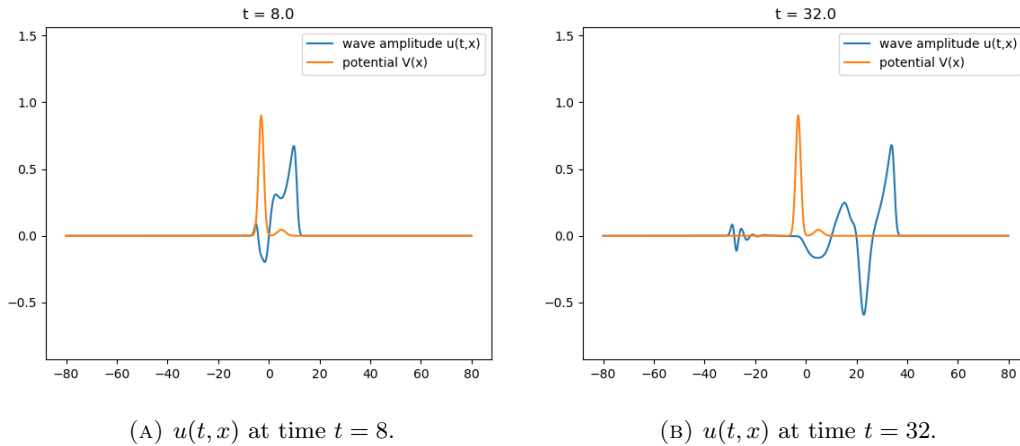 t = 8.0
wave amplitude u(t,x)
potential V(x)
1.5
1.0
0.5
0.0
−0.5
−80 −60 −40 −20 0 20 40 60 80
(A) u(t, x) at time t = 8.
t = 32.0
wave amplitude u(t,x)
potential V(x)
1.5
1.0
0.5
0.0
−0.5
−80 −60 −40 −20 0 20 40 60 80
(B) u(t, x) at time t = 32.